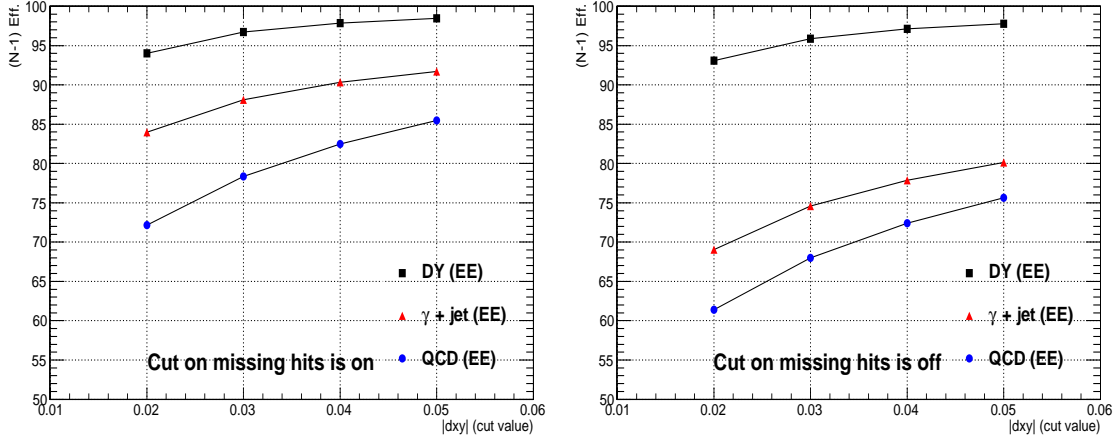 (N-1) Eff.
100
95
90
85
80
75
70
65
60
55
50
DY (EE)
γ + jet (EE)
QCD (EE)
Cut on missing hits is on
0.01 0.02 0.03 0.04 0.05 0.06
|dxy| (cut value)
(N-1) Eff.
100
95
90
85
80
75
70
65
60
55
50
DY (EE)
γ + jet (EE)
QCD (EE)
Cut on missing hits is off
0.01 0.02 0.03 0.04 0.05 0.06
|dxy| (cut value)